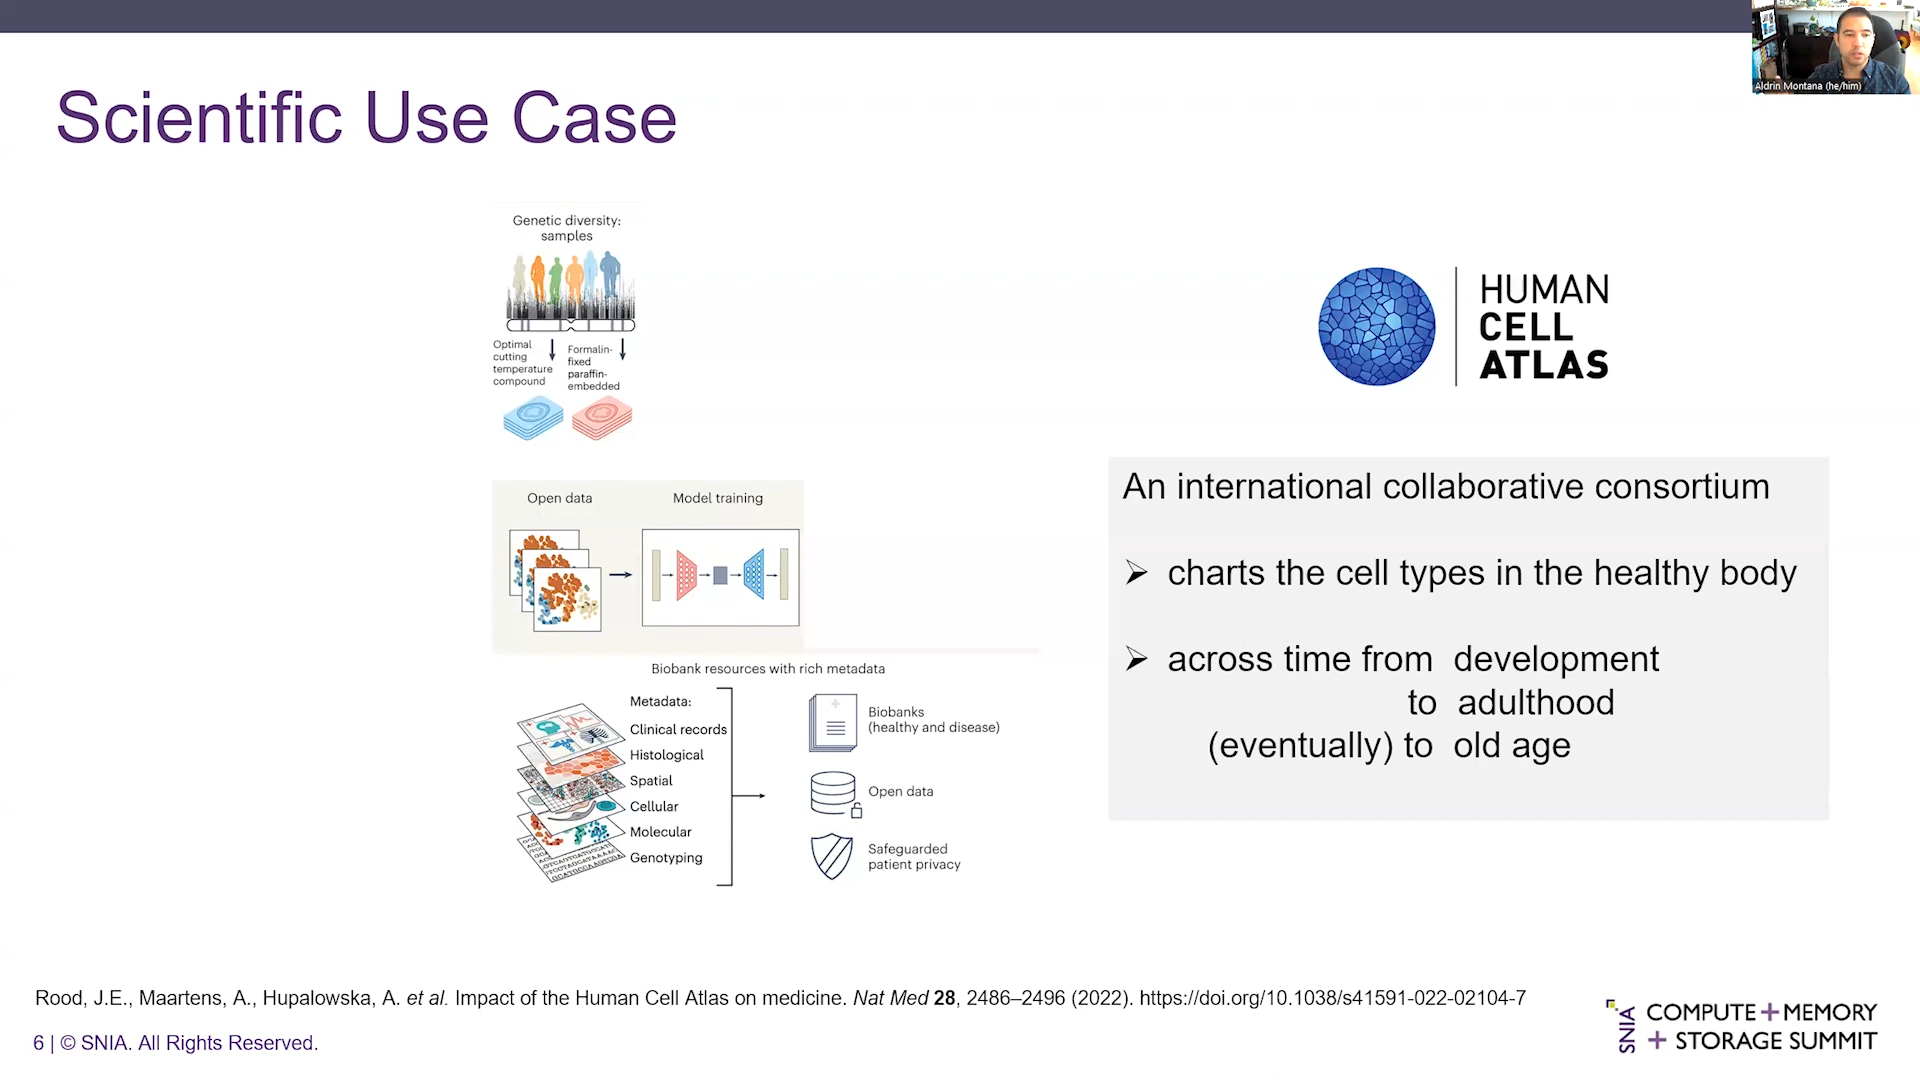 Aldrin Montana (he/him)
Scientific Use Case
Genetic diversity:
samples
Optimal
cutting
temperature
compound
Formalin-
fixed
paraffin-
embedded
Open data
Model training
Biobank resources with rich metadata
Metadata:
Clinical records
Histological
Spatial
Cellular
Molecular
Genotyping
Biobanks
(healthy and disease)
Open data
Safeguarded
patient privacy
HUMAN
CELL
ATLAS
An international collaborative consortium
➢ charts the cell types in the healthy body
➢ across time from development
to adulthood
(eventually) to old age
Rood, J.E., Maartens, A., Hupalowska, A. et al. Impact of the Human Cell Atlas on medicine. Nat Med 28, 2486–2496 (2022). https://doi.org/10.1038/s41591-022-02104-7
6 | © SNIA. All Rights Reserved.
SNIA
COMPUTE+MEMORY
+ STORAGE SUMMIT